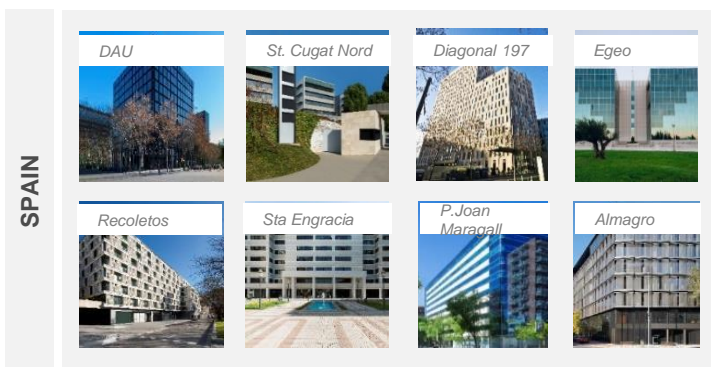 SPAIN
DAU
St. Cugat Nord
Diagonal 197
Egeo
Recoletos
Sta Engracia
P.Joan
Maragall
Almagro